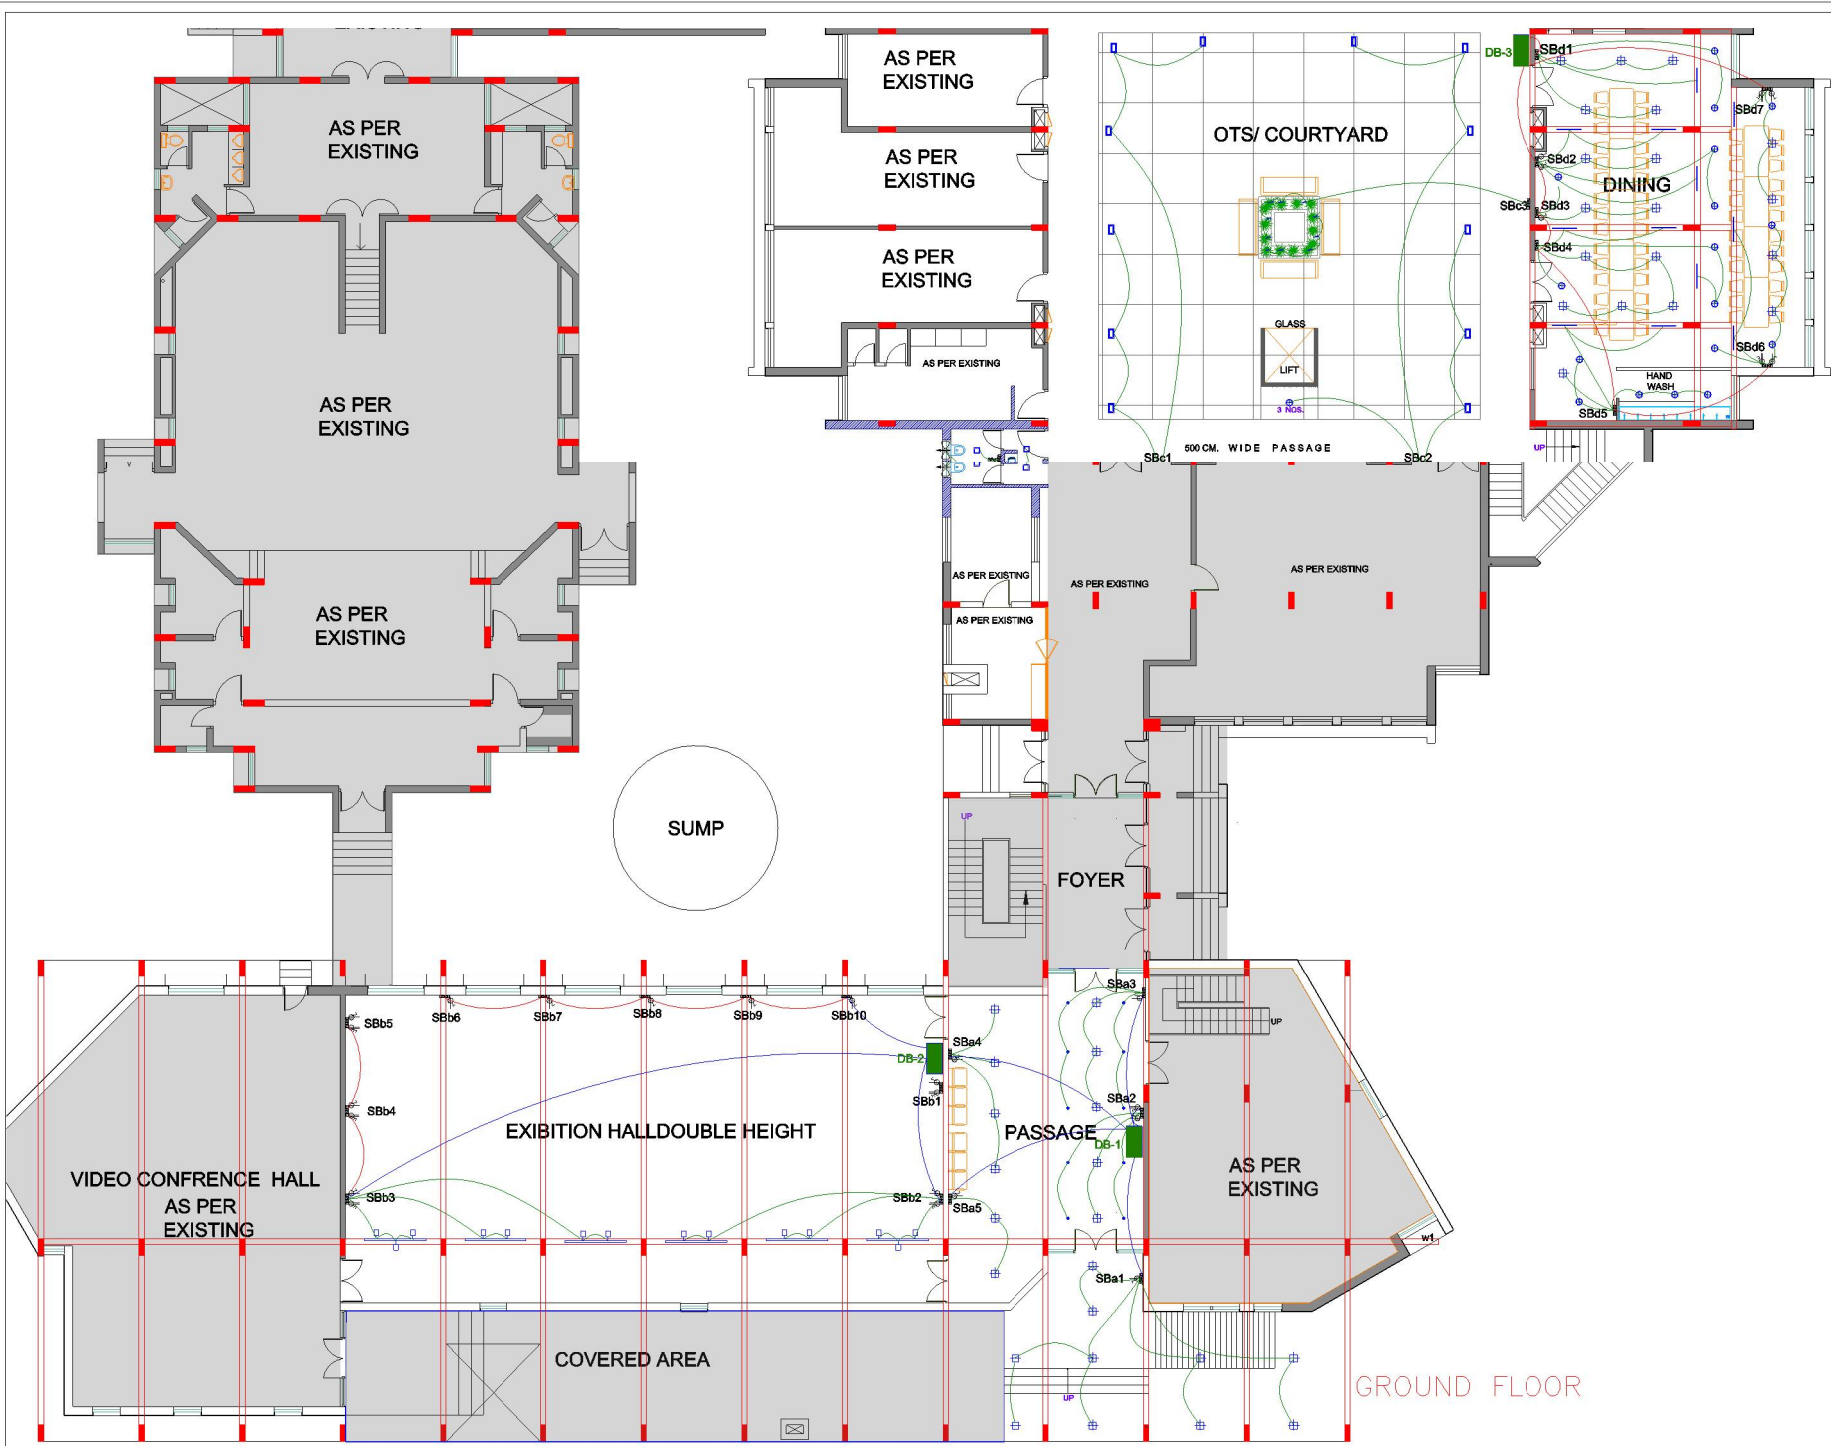 EXISTING
AS PER
EXISTING
DB-3
SBd1
AS PER
EXISTING
OTS/ COURTYARD
SBd7
AS PER
EXISTING
SBd2
DINING
SBc3
SBd3
SBd4
AS PER
EXISTING
GLASS
LIFT
3 NOS.
AS PER EXISTING
SBd6
HAND
WASH
SBd5
AS PER
EXISTING
UP
500 CM. WIDE PASSAGE
SBc1
SBc2
V
AS PER EXISTING
AS PER EXISTING
AS PER EXISTING
AS PER EXISTING
AS PER
EXISTING
SUMP
UP
FOYER
SBa3
SBb5
SBb6
SBb7
SBb8
SBb9
SBb10
UP
SBa4
DB-2
SBb1
SBa2
SBb4
EXIBITION HALLDOUBLE HEIGHT
PASSAGE
DB-1
AS PER
EXISTING
VIDEO CONFRENCE HALL
AS PER
EXISTING
SBb3
SBb2
SBa5
w1
SBa1
COVERED AREA
UP
GROUND FLOOR